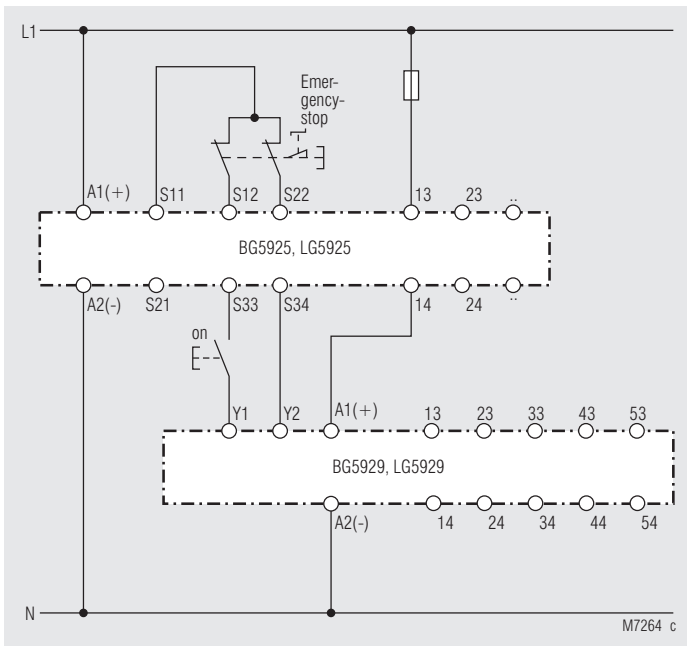 L1
Emer-
gency-
stop
A1(+) S11 S12 S22 13 23 ..
BG5925, LG5925
A2(-) S21 S33 S34 14 24 ..
on
Y1 Y2 A1(+) 13 23 33 43 53
BG5929, LG5929
A2(-) 14 24 34 44 54
N
M7264 c